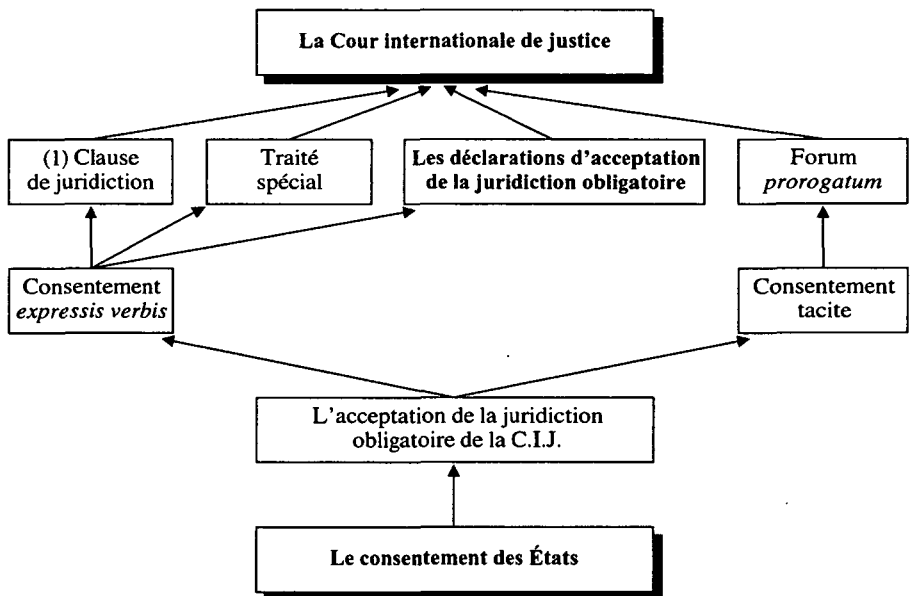 La Cour internationale de justice
(1) Clause
de juridiction
Traité
spécial
Les déclarations d'acceptation
de la juridiction obligatoire
Forum
prorogatum
Consentement
expressis verbis
Consentement
tacite
L'acceptation de la juridiction
obligatoire de la C.I.J.
Le consentement des États